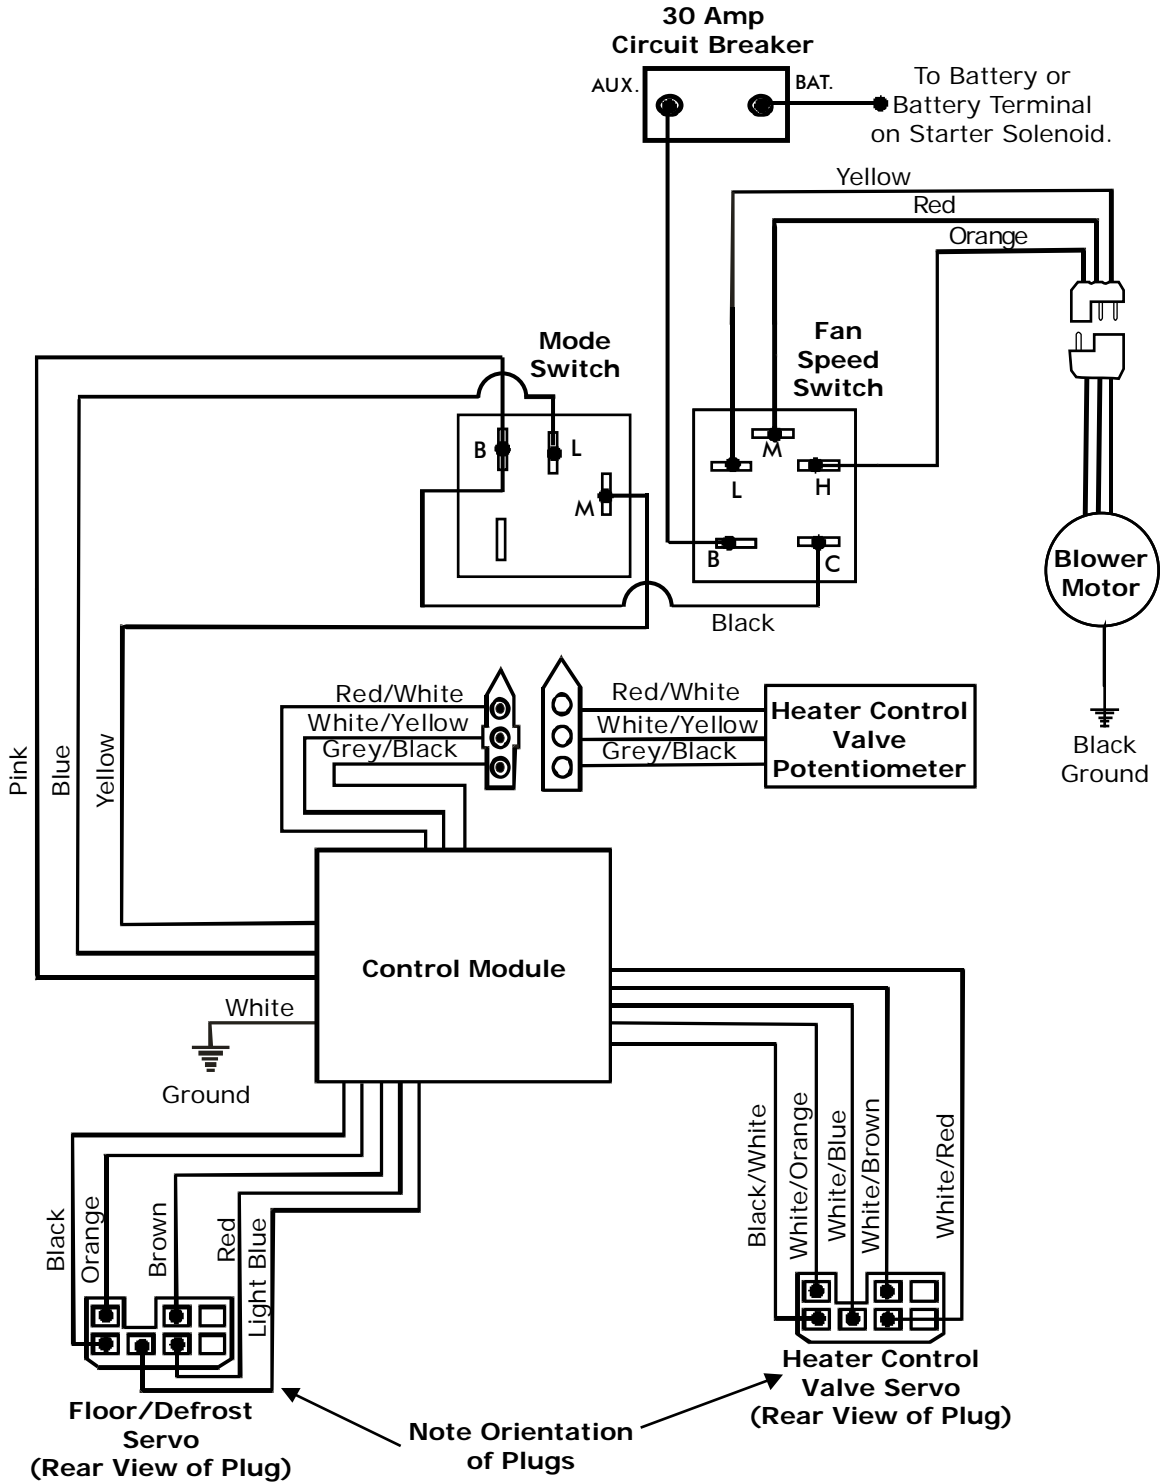 30 Amp
Circuit Breaker
AUX.
BAT.
To Battery or
Battery Terminal
on Starter Solenoid.
Yellow
Red
Orange
Mode
Switch
Fan
Speed
Switch
B
L
M
M
L
H
B
C
Black
Blower
Motor
Black
Ground
Red/White
White/Yellow
Grey/Black
Red/White
White/Yellow
Grey/Black
Heater Control
Valve
Potentiometer
Pink
Blue
Yellow
Control Module
White
Ground
Black
Orange
Brown
Red
Light Blue
Black/White
White/Orange
White/Blue
White/Brown
White/Red
Floor/Defrost
Servo
(Rear View of Plug)
Note Orientation
of Plugs
Heater Control
Valve Servo
(Rear View of Plug)